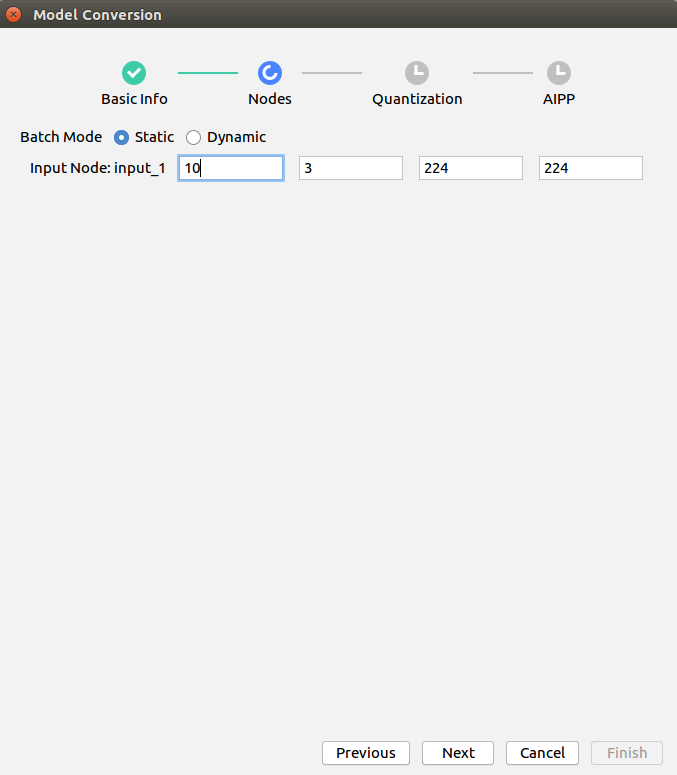 Model Conversion
Basic Info Nodes Quantization AIPP
Batch Mode Static Dynamic
Input Node: input_1 10 3 224 224
Previous Next Cancel Finish